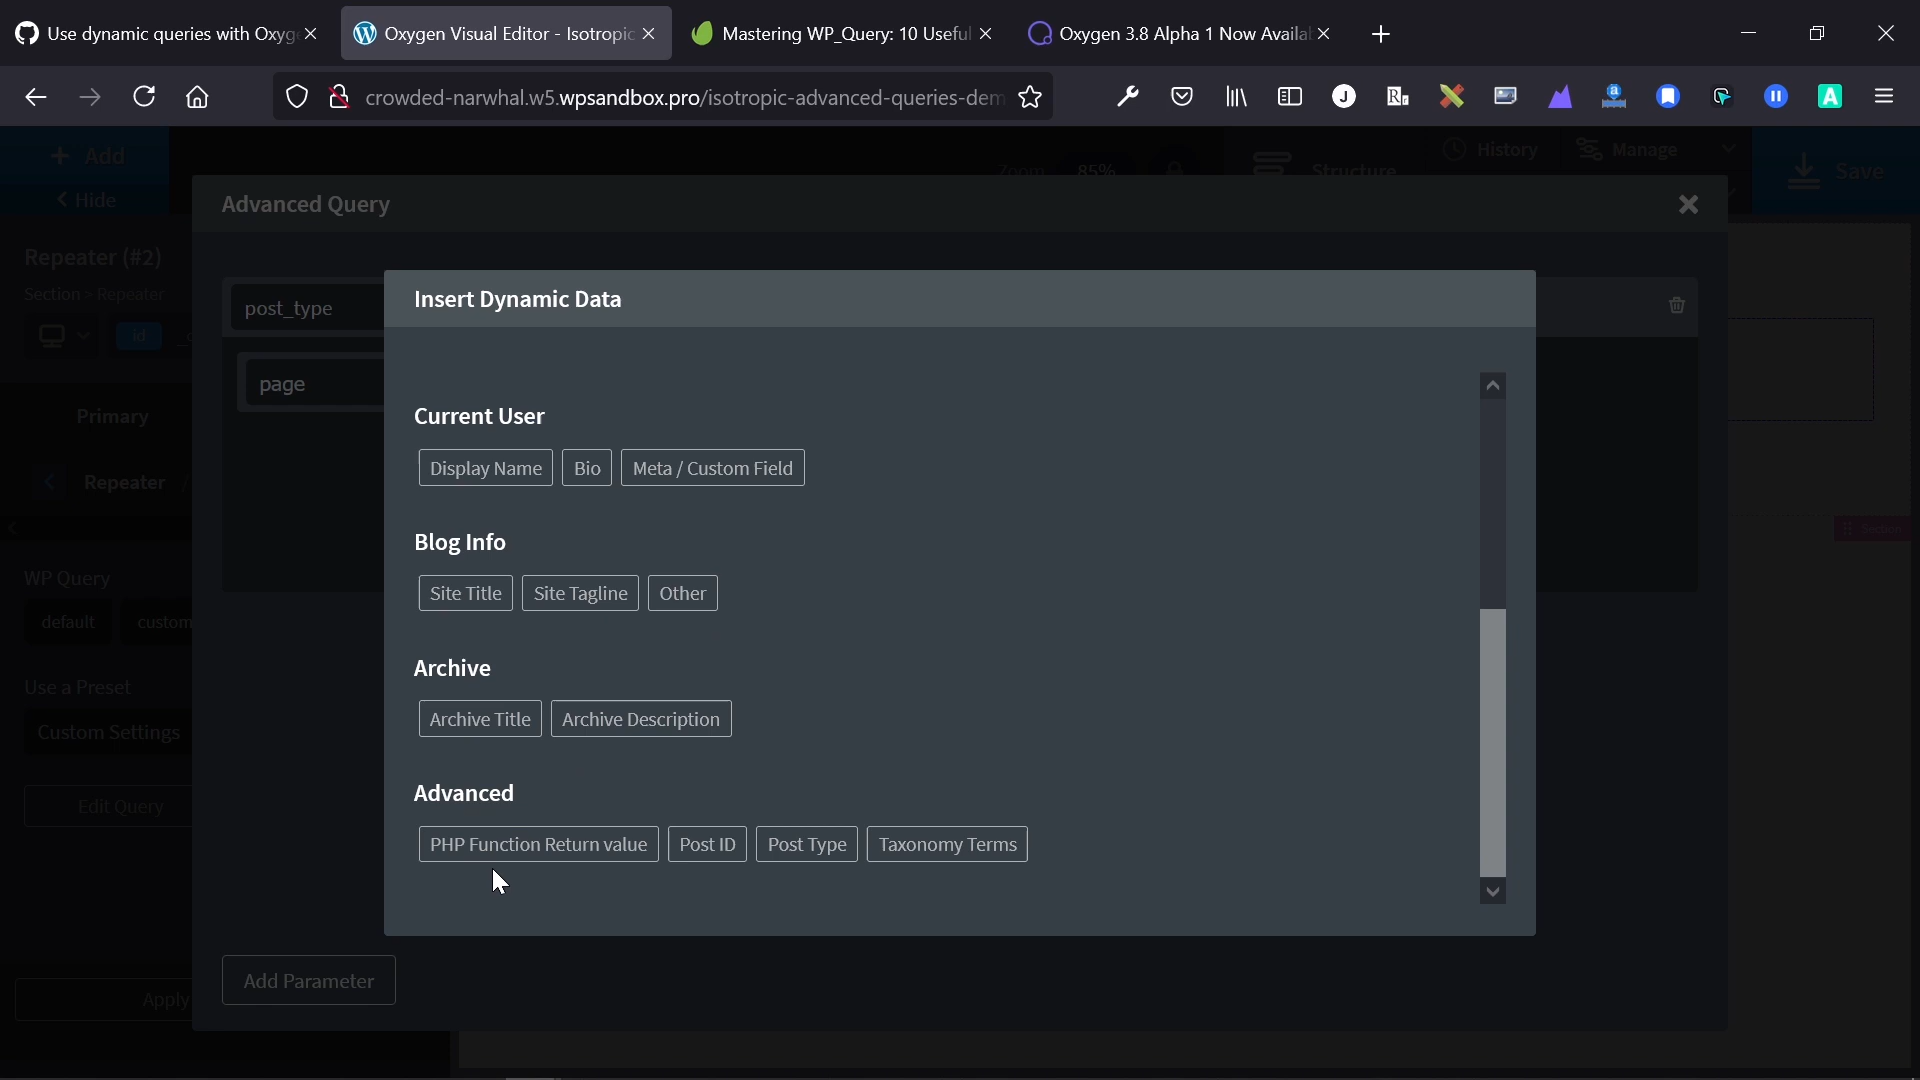 Use dynamic queries with Oxyg
Oxygen Visual Editor - Isotropic
Mastering WP_Query: 10 Useful
Oxygen 3.8 Alpha 1 Now Availa
crowded-narwhal.w5.wpsandbox.pro/isotropic-advanced-queries-dem
+ Add
Hide
Zoom
85%
Structure
History
Manage
Save
Advanced Query
Repeater (#2)
Section > Repeater
id
post_type
page
Primary
Repeater /
WP Query
default
custom
Use a Preset
Custom Settings
Edit Query
Apply
Insert Dynamic Data
Current User
Display Name
Bio
Meta / Custom Field
Blog Info
Site Title
Site Tagline
Other
Archive
Archive Title
Archive Description
Advanced
PHP Function Return value
Post ID
Post Type
Taxonomy Terms
Section
Add Parameter